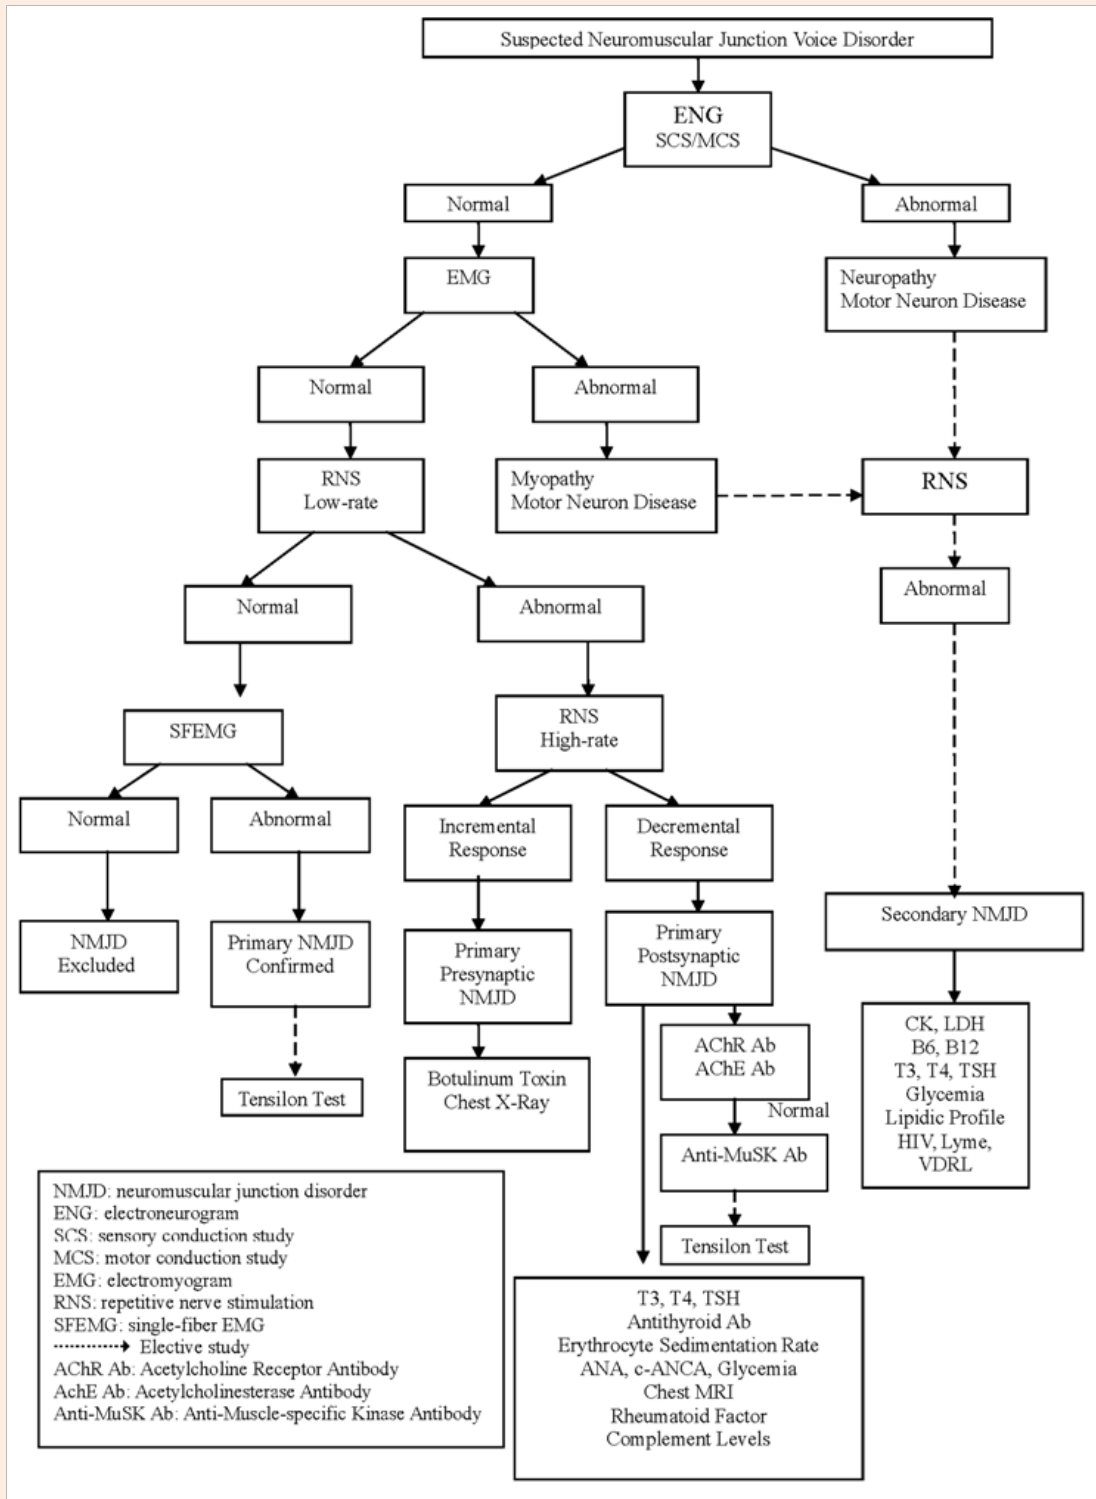 Suspected Neuromuscular Junction Voice Disorder
ENG
SCS/MCS
Normal
Abnormal
EMG
Neuropathy
Motor Neuron Disease
Normal
Abnormal
RNS
Low-rate
Myopathy
Motor Neuron Disease
RNS
Normal
Abnormal
Abnormal
SFEMG
RNS
High-rate
Normal
Abnormal
Incremental
Response
Decremental
Response
NMJD
Excluded
Primary NMJD
Confirmed
Primary
Presynaptic
NMJD
Primary
Postsynaptic
NMJD
Secondary NMJD
Tensilon Test
Botulinum Toxin
Chest X-Ray
AChR Ab
AChE Ab
Normal
Anti-MuSK Ab
Tensilon Test
CK, LDH
B6, B12
T3, T4, TSH
Glycemia
Lipidic Profile
HIV, Lyme,
VDRL
T3, T4, TSH
Antithyroid Ab
Erythrocyte Sedimentation Rate
ANA, c-ANCA, Glycemia
Chest MRI
Rheumatoid Factor
Complement Levels
NMJD: neuromuscular junction disorder
ENG: electroneurogram
SCS: sensory conduction study
MCS: motor conduction study
EMG: electromyogram
RNS: repetitive nerve stimulation
SFEMG: single-fiber EMG
Elective study
AChR Ab: Acetylcholine Receptor Antibody
AchE Ab: Acetylcholinesterase Antibody
Anti-MuSK Ab: Anti-Muscle-specific Kinase Antibody